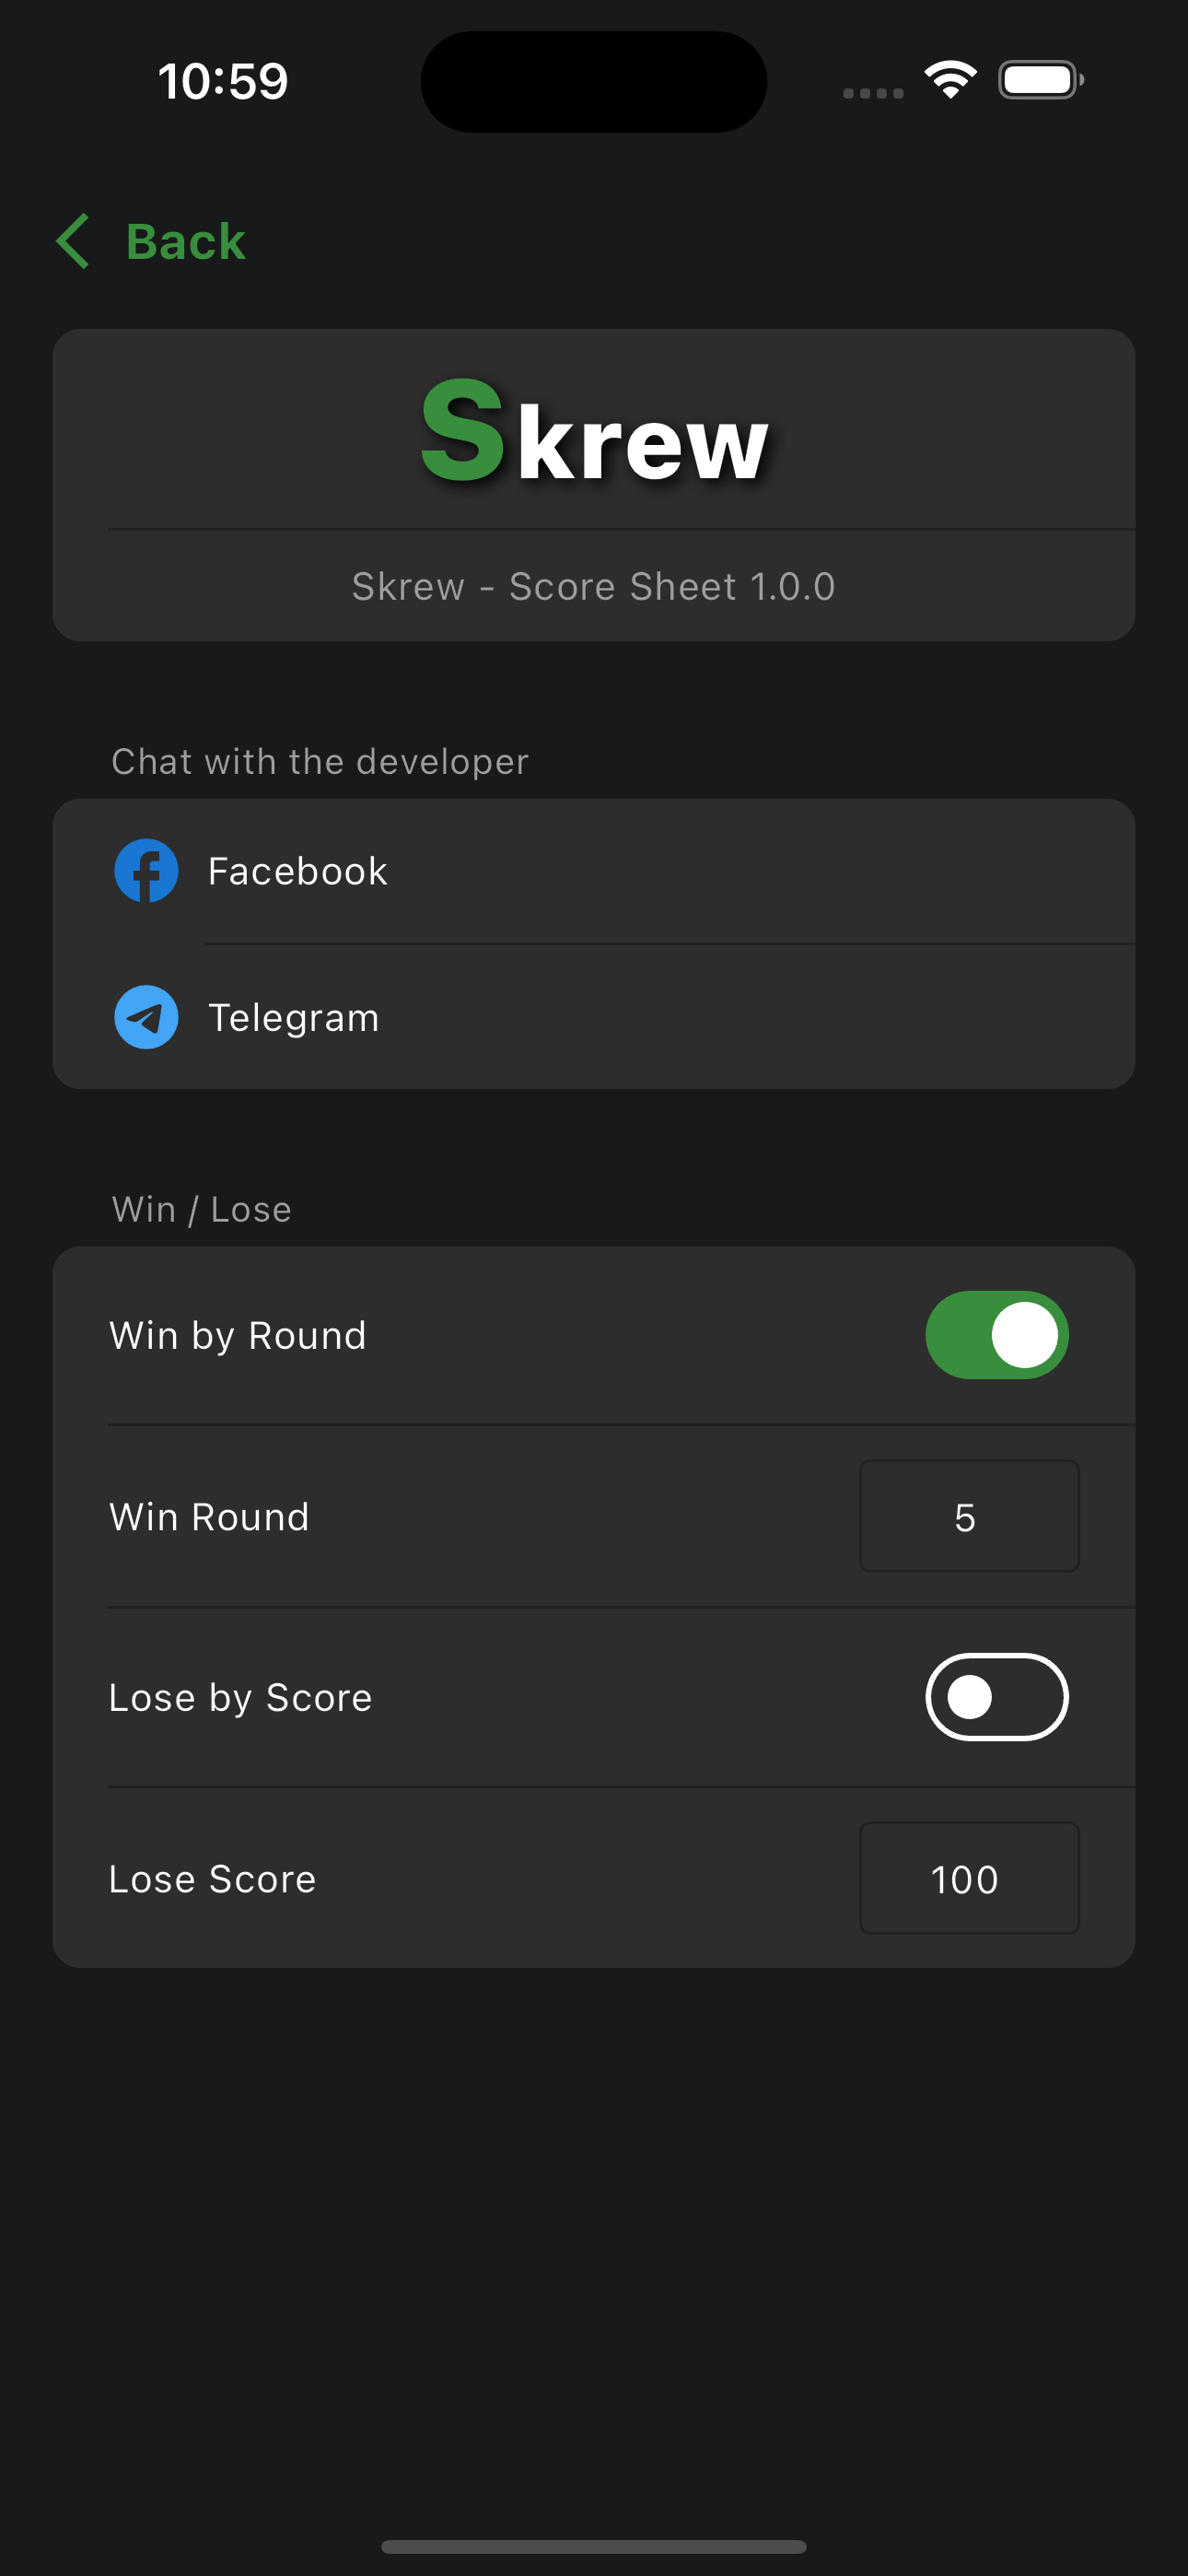 10:59
Back
Skrew
Skrew - Score Sheet 1.0.0
Chat with the developer
Facebook
Telegram
Win / Lose
Win by Round
Win Round
5
Lose by Score
Lose Score
100